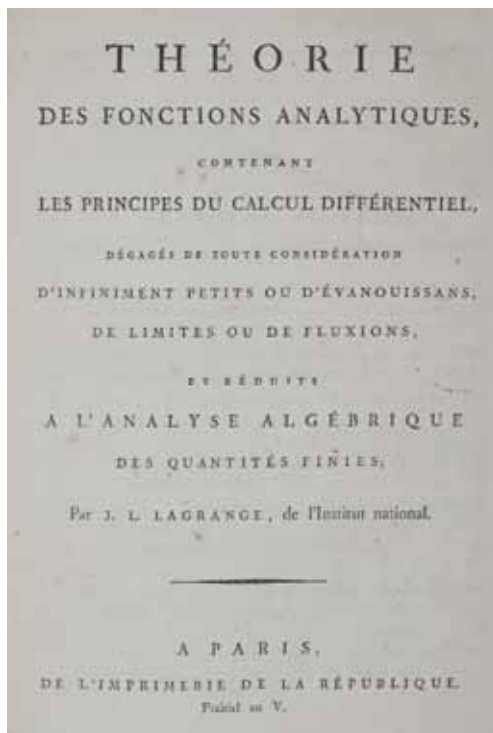 THÉORIE
DES FONCTIONS ANALYTIQUES,
CONTENANT
LES PRINCIPES DU CALCUL DIFFÉRENTIEL,
DÉGAGÉS DE TOUTE CONSIDÉRATION
D'INFINIMENT PETITS OU D'ÉVANOUISSANS,
DE LIMITES OU DE FLUXIONS,
ET RÉDUITS
A L'ANALYSE ALGÉBRIQUE
DES QUANTITÉS FINIES;
Par J. L. LAGRANGE, de l'Institut national.
A PARIS,
DE L'IMPRIMERIE DE LA RÉPUBLIQUE.
an V.